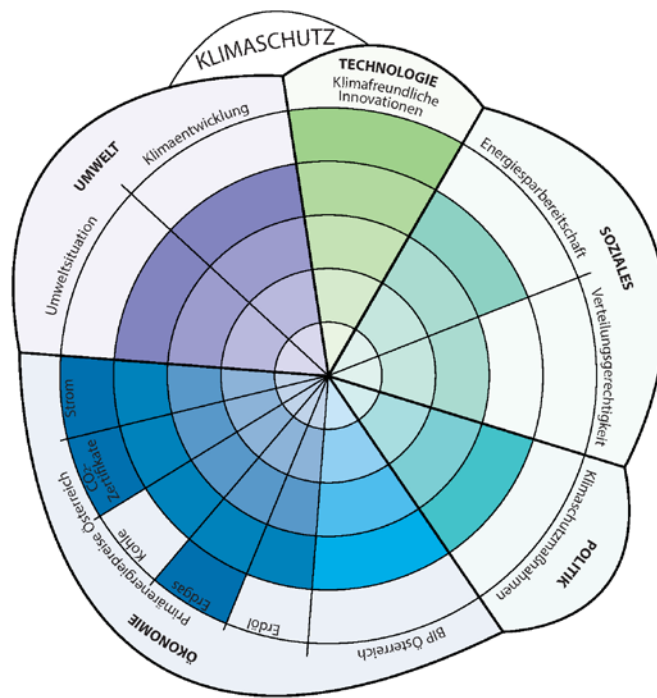 KLIMASCHUTZ
TECHNOLOGIE
Klimafreundliche
Innovationen
Energiesparbereitschaft
SOZIALES
Verteilungsgerechtigkeit
Klimaschutzmaßnahmen
POLITIK
BIP Österreich
Erdöl
Erdgas
Kohle
CO₂-
Zertifikate
Strom
Primärenergiepreise Österreich
ÖKONOMIE
Umweltsituation
UMWELT
Klimaentwicklung